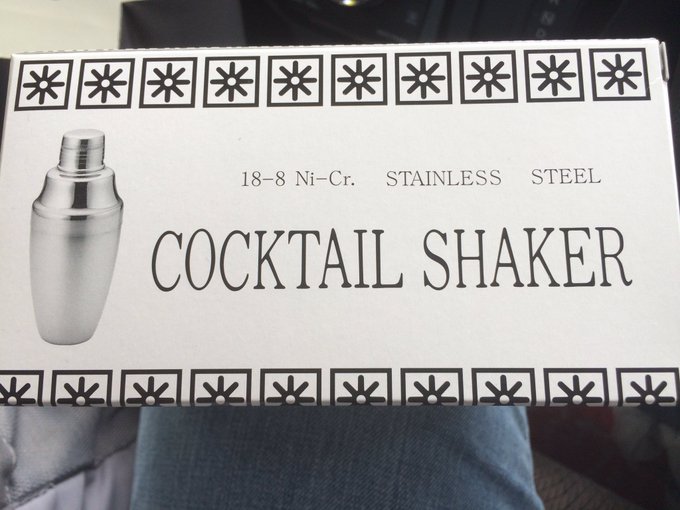 18-8 Ni-Cr. STAINLESS STEEL
COCKTAIL SHAKER